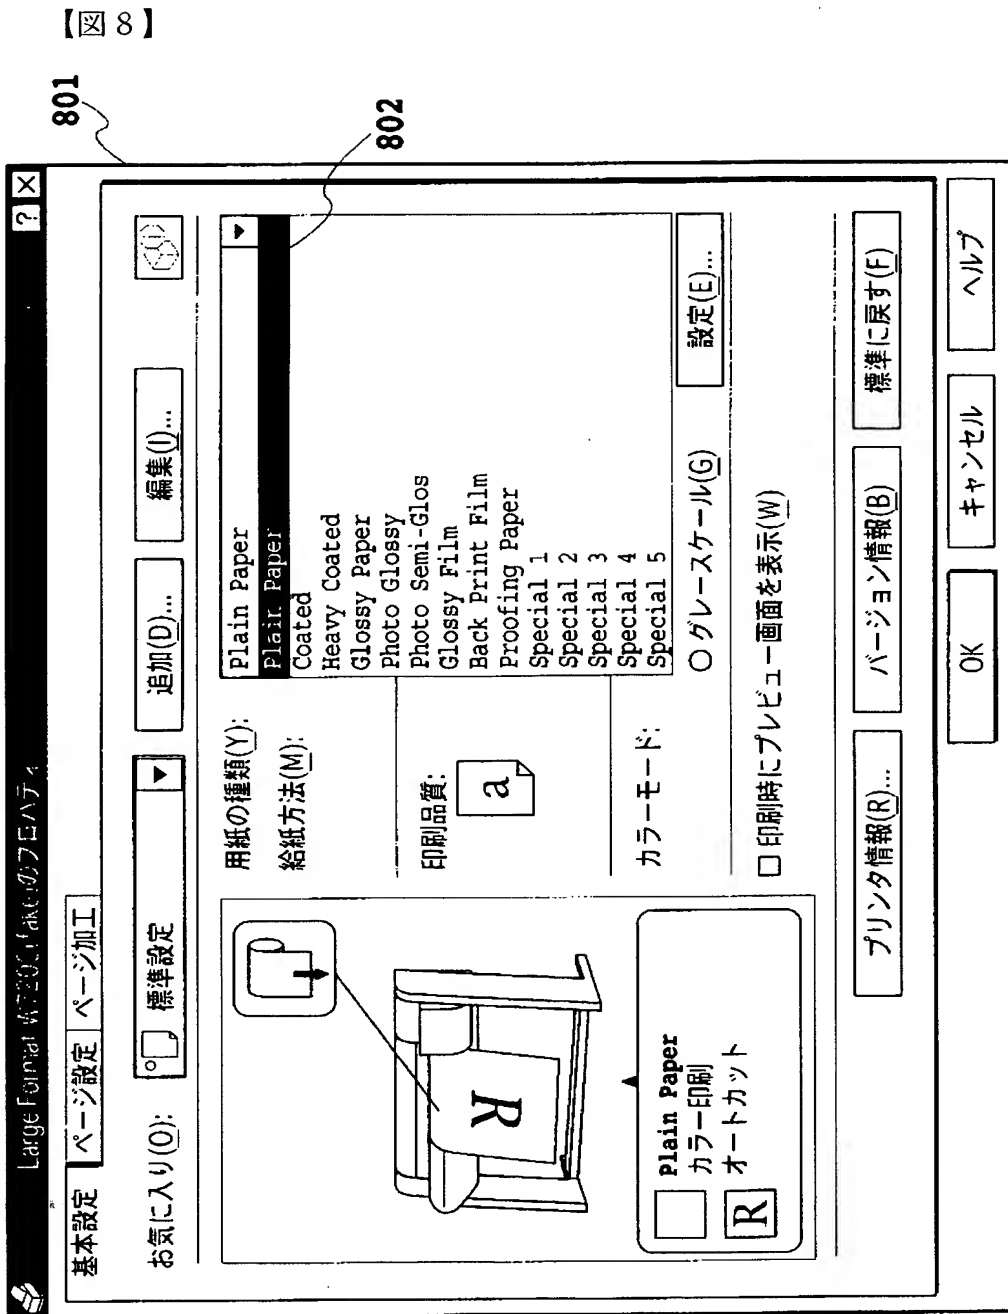 【図8】
801
802
Large Format のプロパティ
? X
基本設定 ページ設定 ページ加工
お気に入り(O): 標準設定 追加(D)... 編集(I)...
用紙の種類(Y): Plain Paper
給紙方法(M):
Plain Paper
Coated
Heavy Coated
Glossy Paper
Photo Glossy
Photo Semi-Glos
Glossy Film
Back Print Film
Proofing Paper
Special 1
Special 2
Special 3
Special 4
Special 5
印刷品質:
a
カラーモード:
○グレースケール(G) 設定(E)...
□印刷時にプレビュー画面を表示(W)
R
Plain Paper
カラー印刷
R オートカット
プリンタ情報(R)... バージョン情報(B) 標準に戻す(F)
OK キャンセル ヘルプ